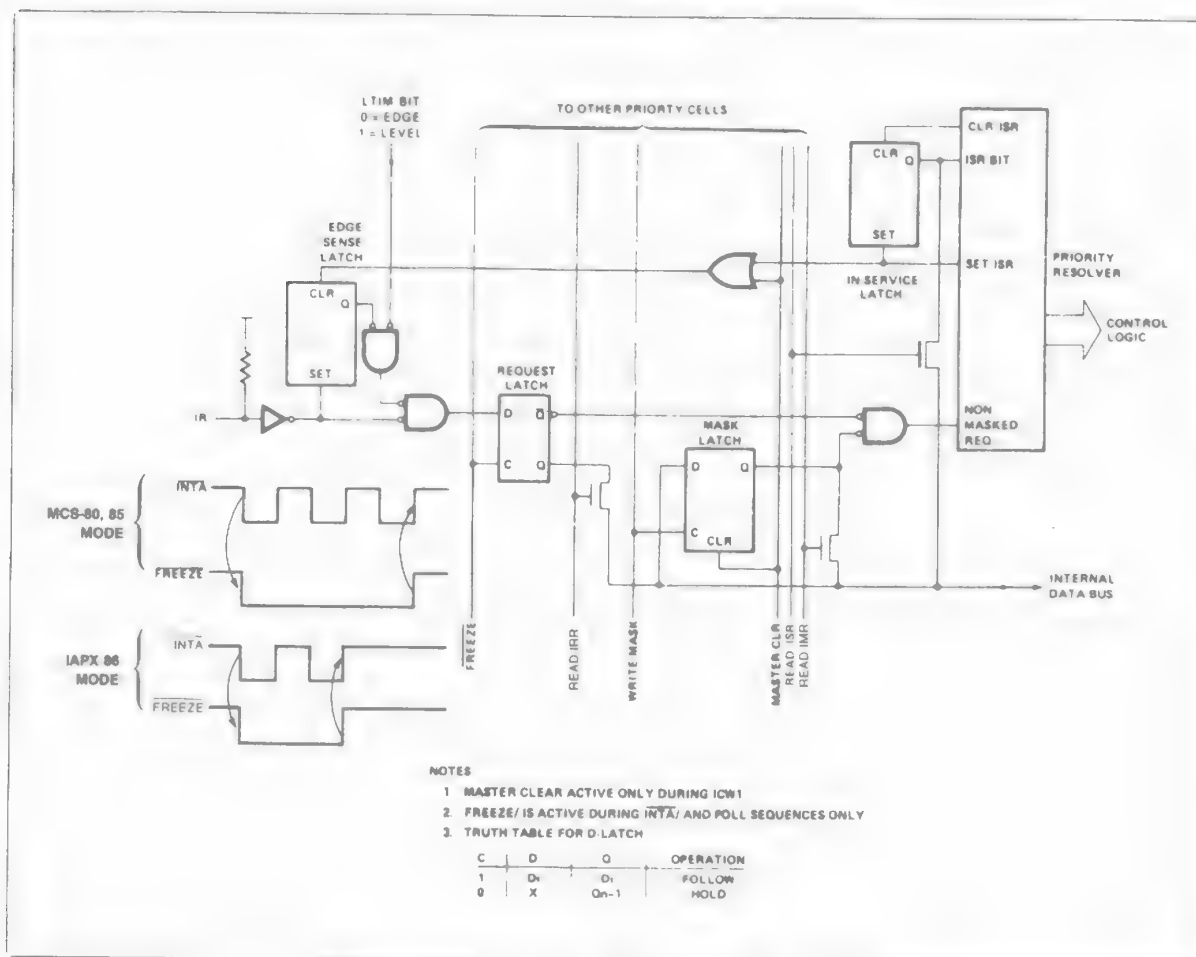 LTIM BIT
0 = EDGE
1 = LEVEL
TO OTHER PRIORTY CELLS
CLR ISR
CLR
Q
ISR BIT
SET
SET ISR
IN SERVICE
LATCH
PRIORITY
RESOLVER
CONTROL
LOGIC
EDGE
SENSE
LATCH
CLR
Q
SET
IR
REQUEST
LATCH
D
Q
C
Q
MASK
LATCH
D
Q
C
CLR
NON
MASKED
REQ
INTERNAL
DATA BUS
MCS-80, 85
MODE
INTA
FREEZE
IAPX 86
MODE
INTA
FREEZE
FREEZE
READ IRR
WRITE MASK
MASTER CLR
READ ISR
READ IMR
NOTES
1. MASTER CLEAR ACTIVE ONLY DURING ICW1
2. FREEZE/ IS ACTIVE DURING INTA/ AND POLL SEQUENCES ONLY
3. TRUTH TABLE FOR D-LATCH
C D Q OPERATION
1 Di Di FOLLOW
0 X Qn-1 HOLD